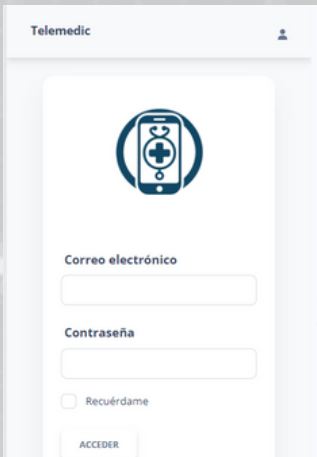 Telemedic
Correo electrónico
Contraseña
Recuérdame
ACCEDER